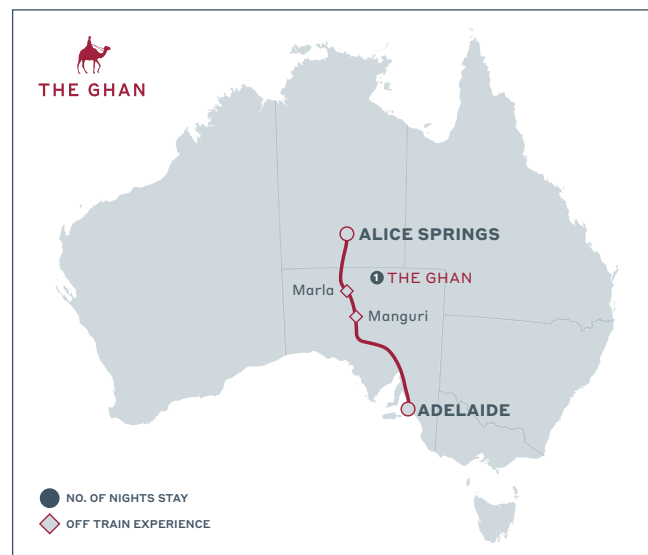 THE GHAN
ALICE SPRINGS
1 THE GHAN
Marla
Manguri
ADELAIDE
NO. OF NIGHTS STAY
OFF TRAIN EXPERIENCE